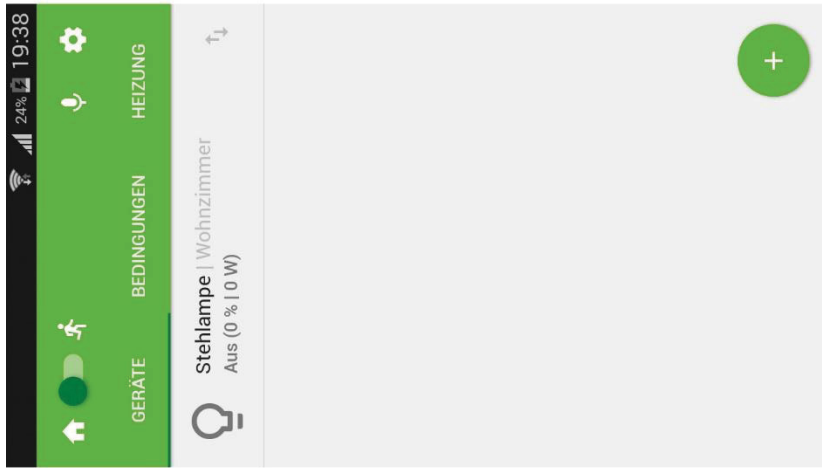 24% 19:38
GERÄTE BEDINGUNGEN HEIZUNG
Stehlampe | Wohnzimmer
Aus (0 % | 0 W)
+